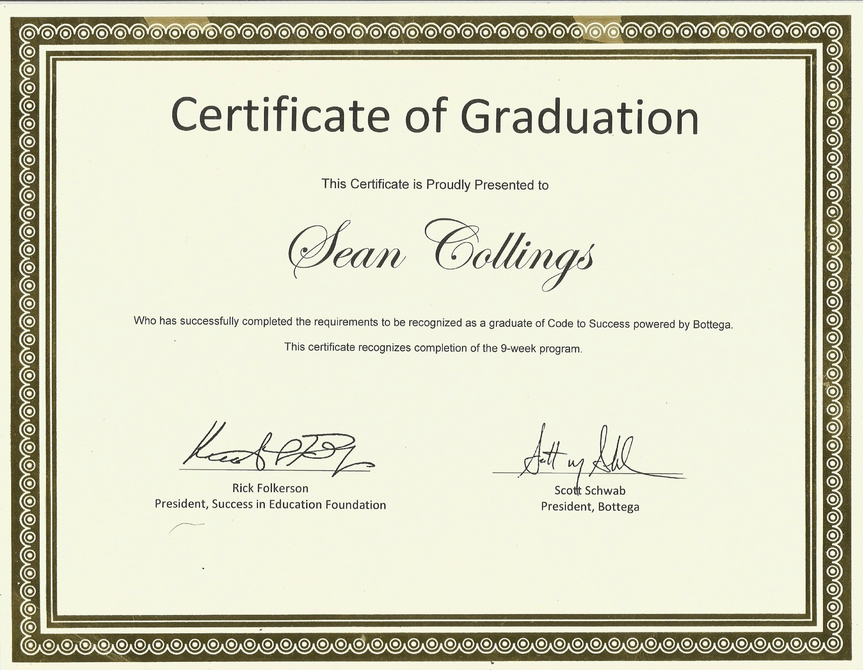 Certificate of Graduation
This Certificate is Proudly Presented to
Sean Collings
Who has successfully completed the requirements to be recognized as a graduate of Code to Success powered by Bottega.
This certificate recognizes completion of the 9-week program.
Rick Folkerson
President, Success in Education Foundation
Scott Schwab
President, Bottega